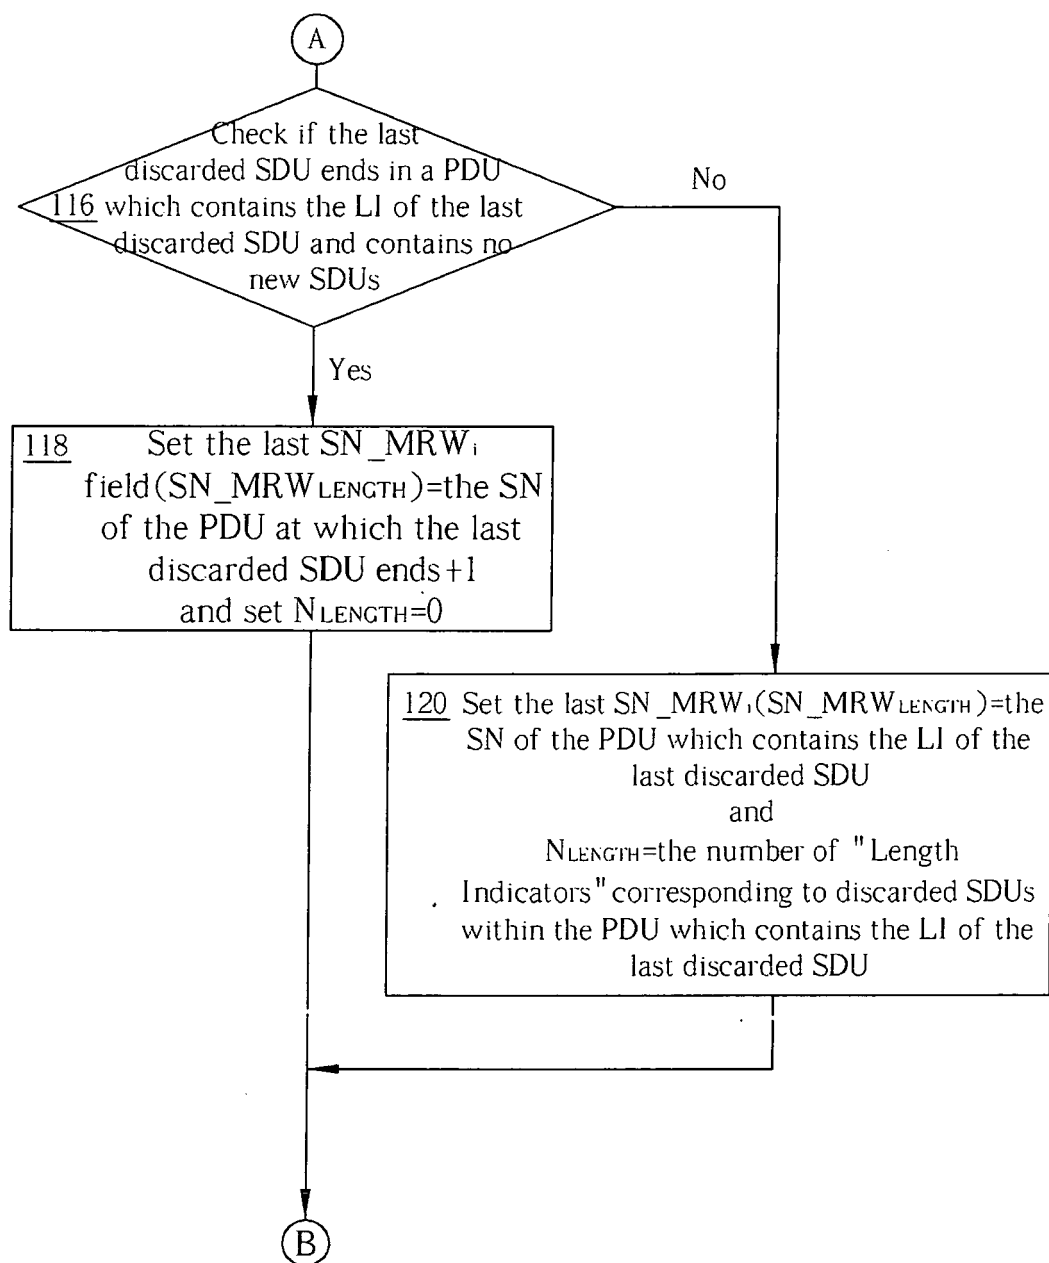 A
Check if the last
discarded SDU ends in a PDU
116 which contains the LI of the last
discarded SDU and contains no
new SDUs
No
Yes
118 Set the last SN_MRWi
field(SN_MRWLENGTH)=the SN
of the PDU at which the last
discarded SDU ends+1
and set NLENGTH=0
120 Set the last SN_MRWi(SN_MRWLENGTH)=the
SN of the PDU which contains the LI of the
last discarded SDU
and
NLENGTH=the number of "Length
Indicators" corresponding to discarded SDUs
within the PDU which contains the LI of the
last discarded SDU
B